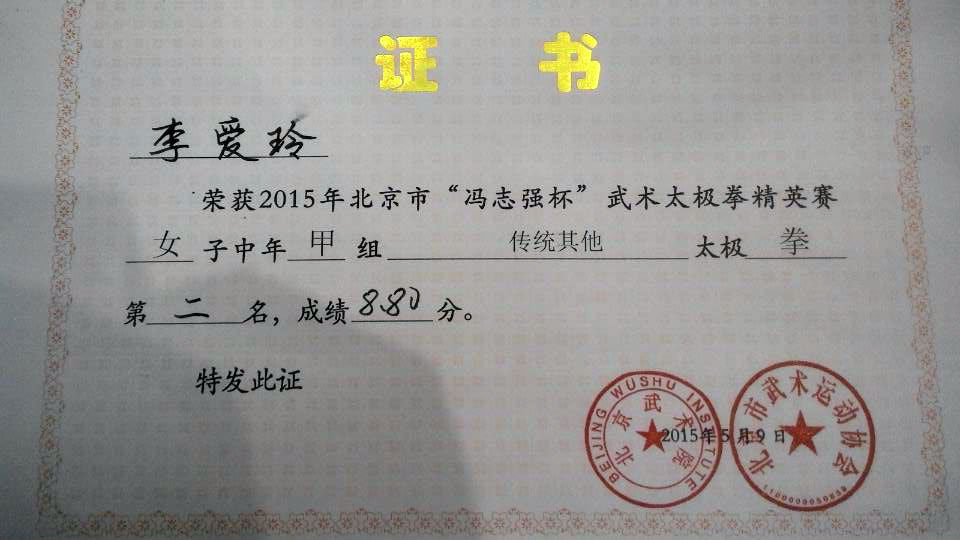 证书
李爱玲
荣获2015年北京市“冯志强杯”武术太极拳精英赛
女子中年甲组 传统其他 太极拳
第二名，成绩8.80分。
特发此证
BEIJING WUSHU INSTITUTE
北京武术院
北京市武术运动协会
2015年5月9日
1100000050838